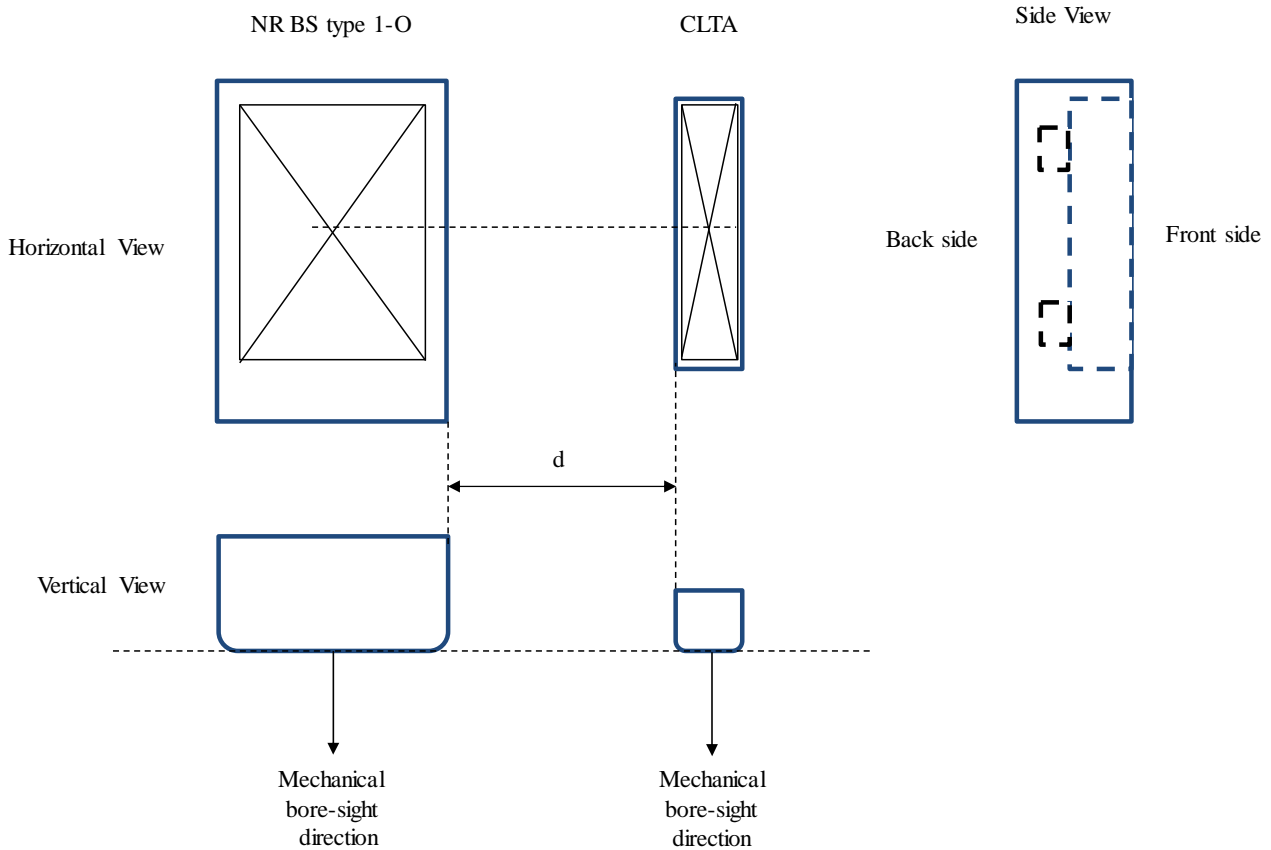 NR BS type 1-O
CLTA
Side View
Horizontal View
Back side
Front side
d
Vertical View
Mechanical
bore-sight
direction
Mechanical
bore-sight
direction